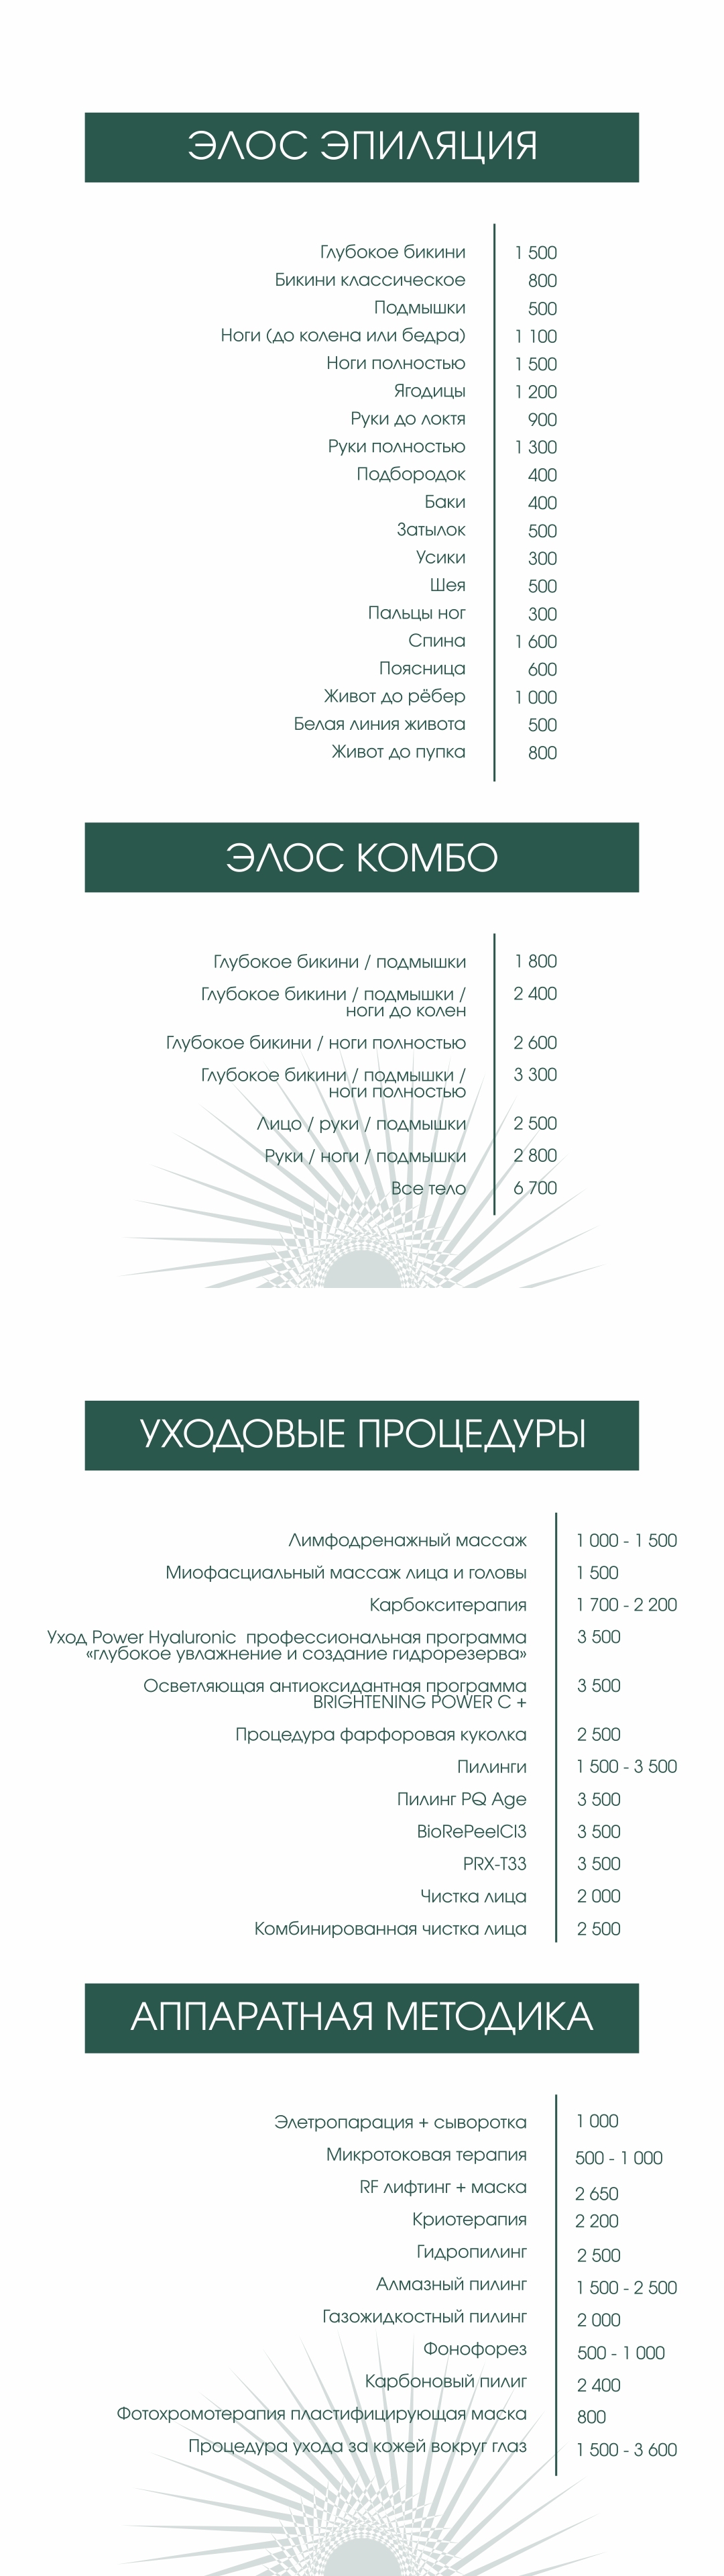 ЭЛОС ЭПИЛЯЦИЯ
Глубокое бикини 1 500
Бикини классическое 800
Подмышки 500
Ноги (до колена или бедра) 1 100
Ноги полностью 1 500
Ягодицы 1 200
Руки до локтя 900
Руки полностью 1 300
Подбородок 400
Баки 400
Затылок 500
Усики 300
Шея 500
Пальцы ног 300
Спина 1 600
Поясница 600
Живот до рёбер 1 000
Белая линия живота 500
Живот до пупка 800
ЭЛОС КОМБО
Глубокое бикини / подмышки 1 800
Глубокое бикини / подмышки / 2 400
ноги до колен
Глубокое бикини / ноги полностью 2 600
Глубокое бикини / подмышки / 3 300
ноги полностью
Лицо / руки / подмышки 2 500
Руки / ноги / подмышки 2 800
Все тело 6 700
УХОДОВЫЕ ПРОЦЕДУРЫ
Лимфодренажный массаж 1 000 - 1 500
Миофасциальный массаж лица и головы 1 500
Карбокситерапия 1 700 - 2 200
Уход Power Hyaluronic профессиональная программа 3 500
«глубокое увлажнение и создание гидрорезерва»
Осветляющая антиоксидантная программа 3 500
BRIGHTENING POWER C +
Процедура фарфоровая куколка 2 500
Пилинги 1 500 - 3 500
Пилинг PQ Age 3 500
BioRePeelCl3 3 500
PRX-T33 3 500
Чистка лица 2 000
Комбинированная чистка лица 2 500
АППАРАТНАЯ МЕТОДИКА
Элетропарация + сыворотка 1 000
Микротоковая терапия 500 - 1 000
RF лифтинг + маска 2 650
Криотерапия 2 200
Гидропилинг 2 500
Алмазный пилинг 1 500 - 2 500
Газожидкостный пилинг 2 000
Фонофорез 500 - 1 000
Карбоновый пилиг 2 400
Фотохромотерапия пластифицирующая маска 800
Процедура ухода за кожей вокруг глаз 1 500 - 3 600